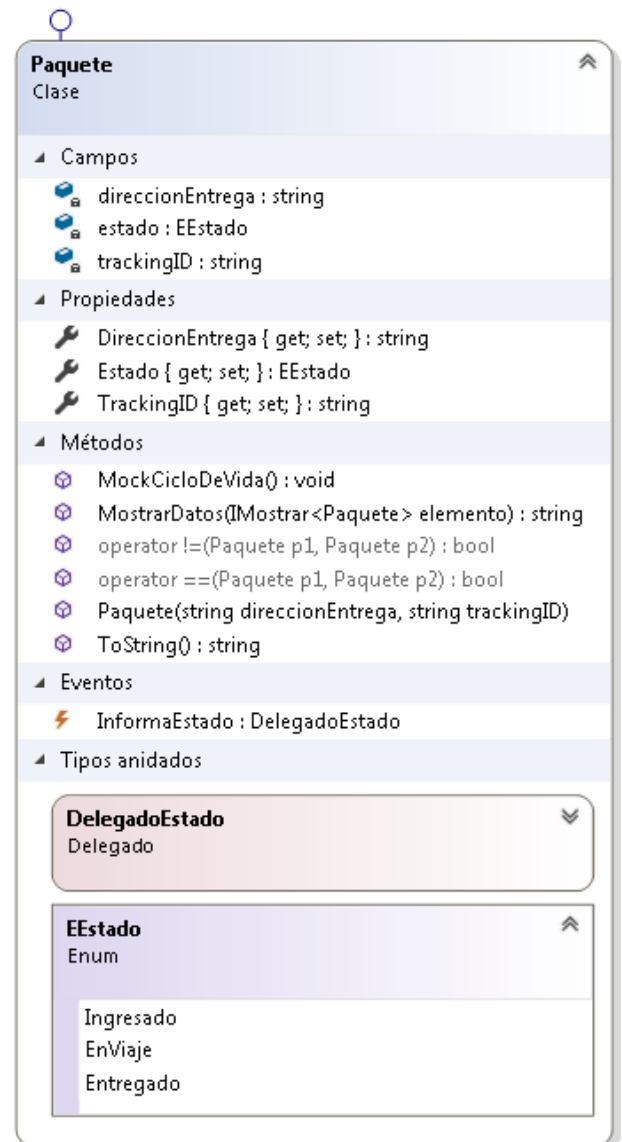 Paquete
Clase
Campos
direccionEntrega : string
estado : EEstado
trackingID : string
Propiedades
DireccionEntrega { get; set; } : string
Estado { get; set; } : EEstado
TrackingID { get; set; } : string
Métodos
MockCicloDeVida() : void
MostrarDatos(IMostrar<Paquete> elemento) : string
operator !=(Paquete p1, Paquete p2) : bool
operator ==(Paquete p1, Paquete p2) : bool
Paquete(string direccionEntrega, string trackingID)
ToString() : string
Eventos
InformaEstado : DelegadoEstado
Tipos anidados
DelegadoEstado
Delegado
EEstado
Enum
Ingresado
EnViaje
Entregado